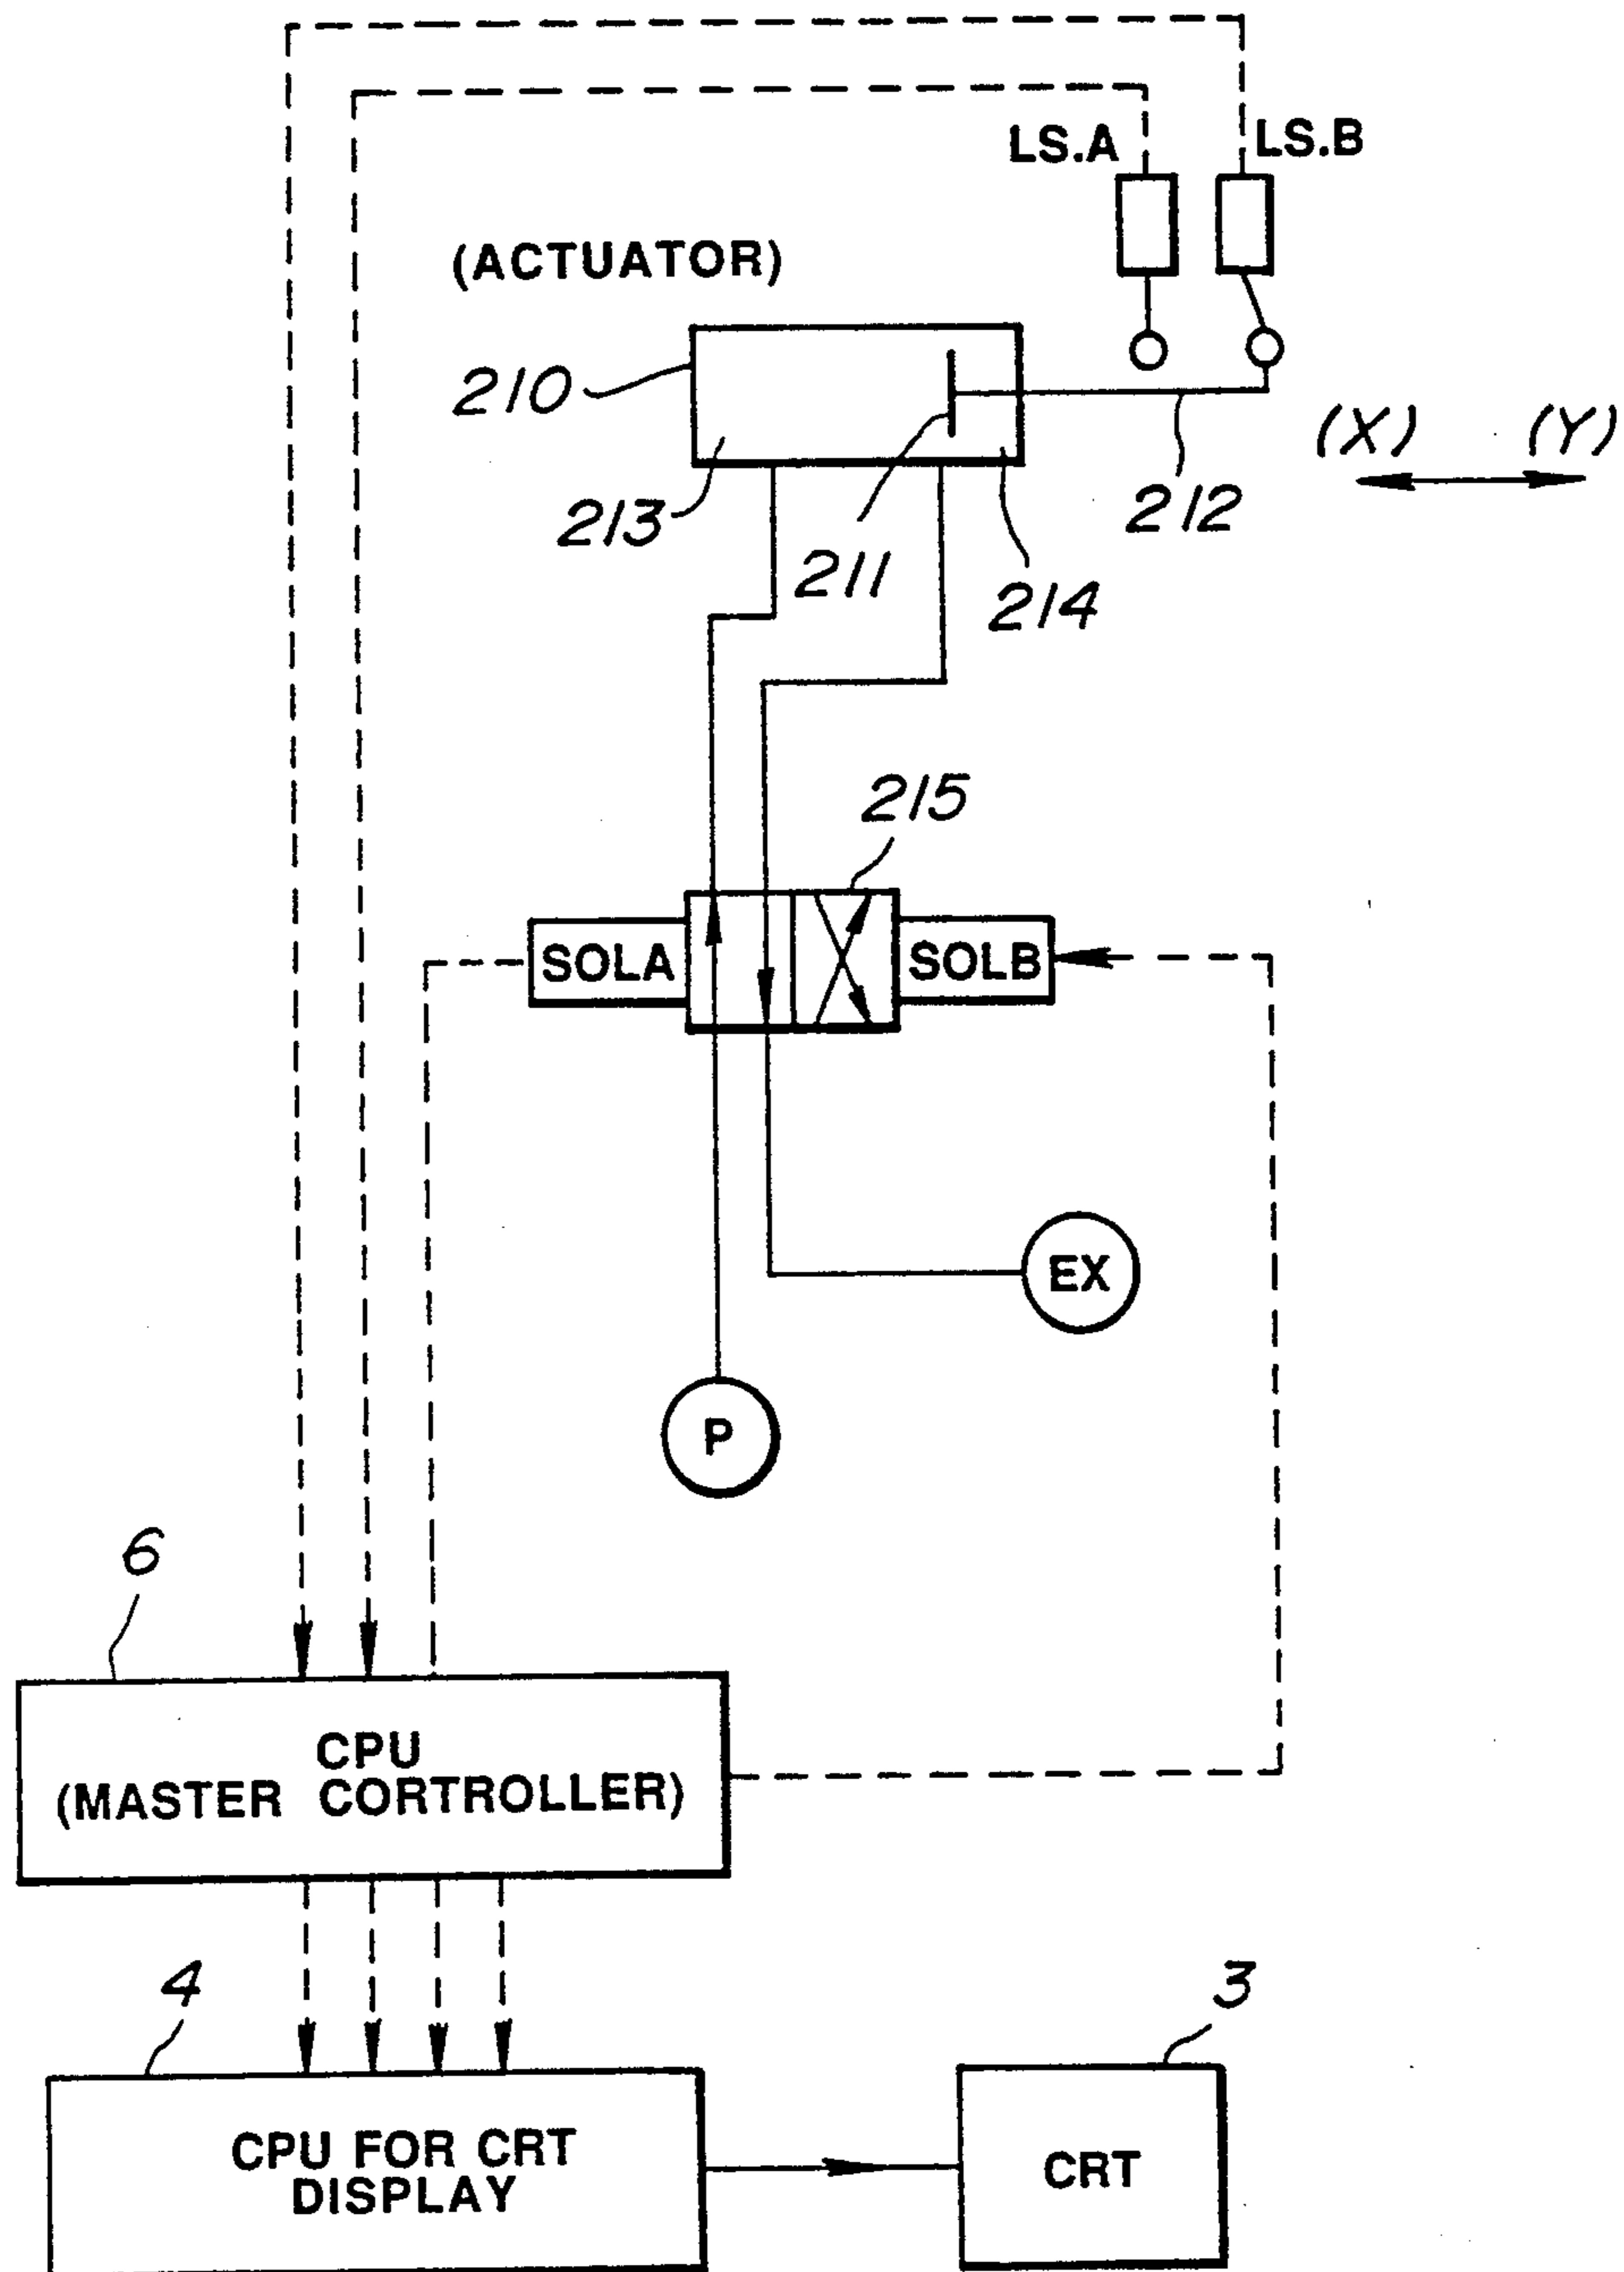 LS.A
LS.B
(ACTUATOR)
210
(X)
(Y)
213
211
212
214
215
SOLA
SOLB
EX
P
6
CPU
(MASTER CORTROLLER)
4
3
CPU FOR CRT
DISPLAY
CRT